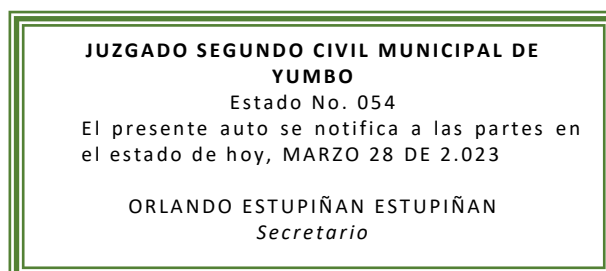 JUZGADO SEGUNDO CIVIL MUNICIPAL DE
YUMBO
Estado No. 054
El presente auto se notifica a las partes en
el estado de hoy, MARZO 28 DE 2.023
ORLANDO ESTUPIÑAN ESTUPIÑAN
Secretario